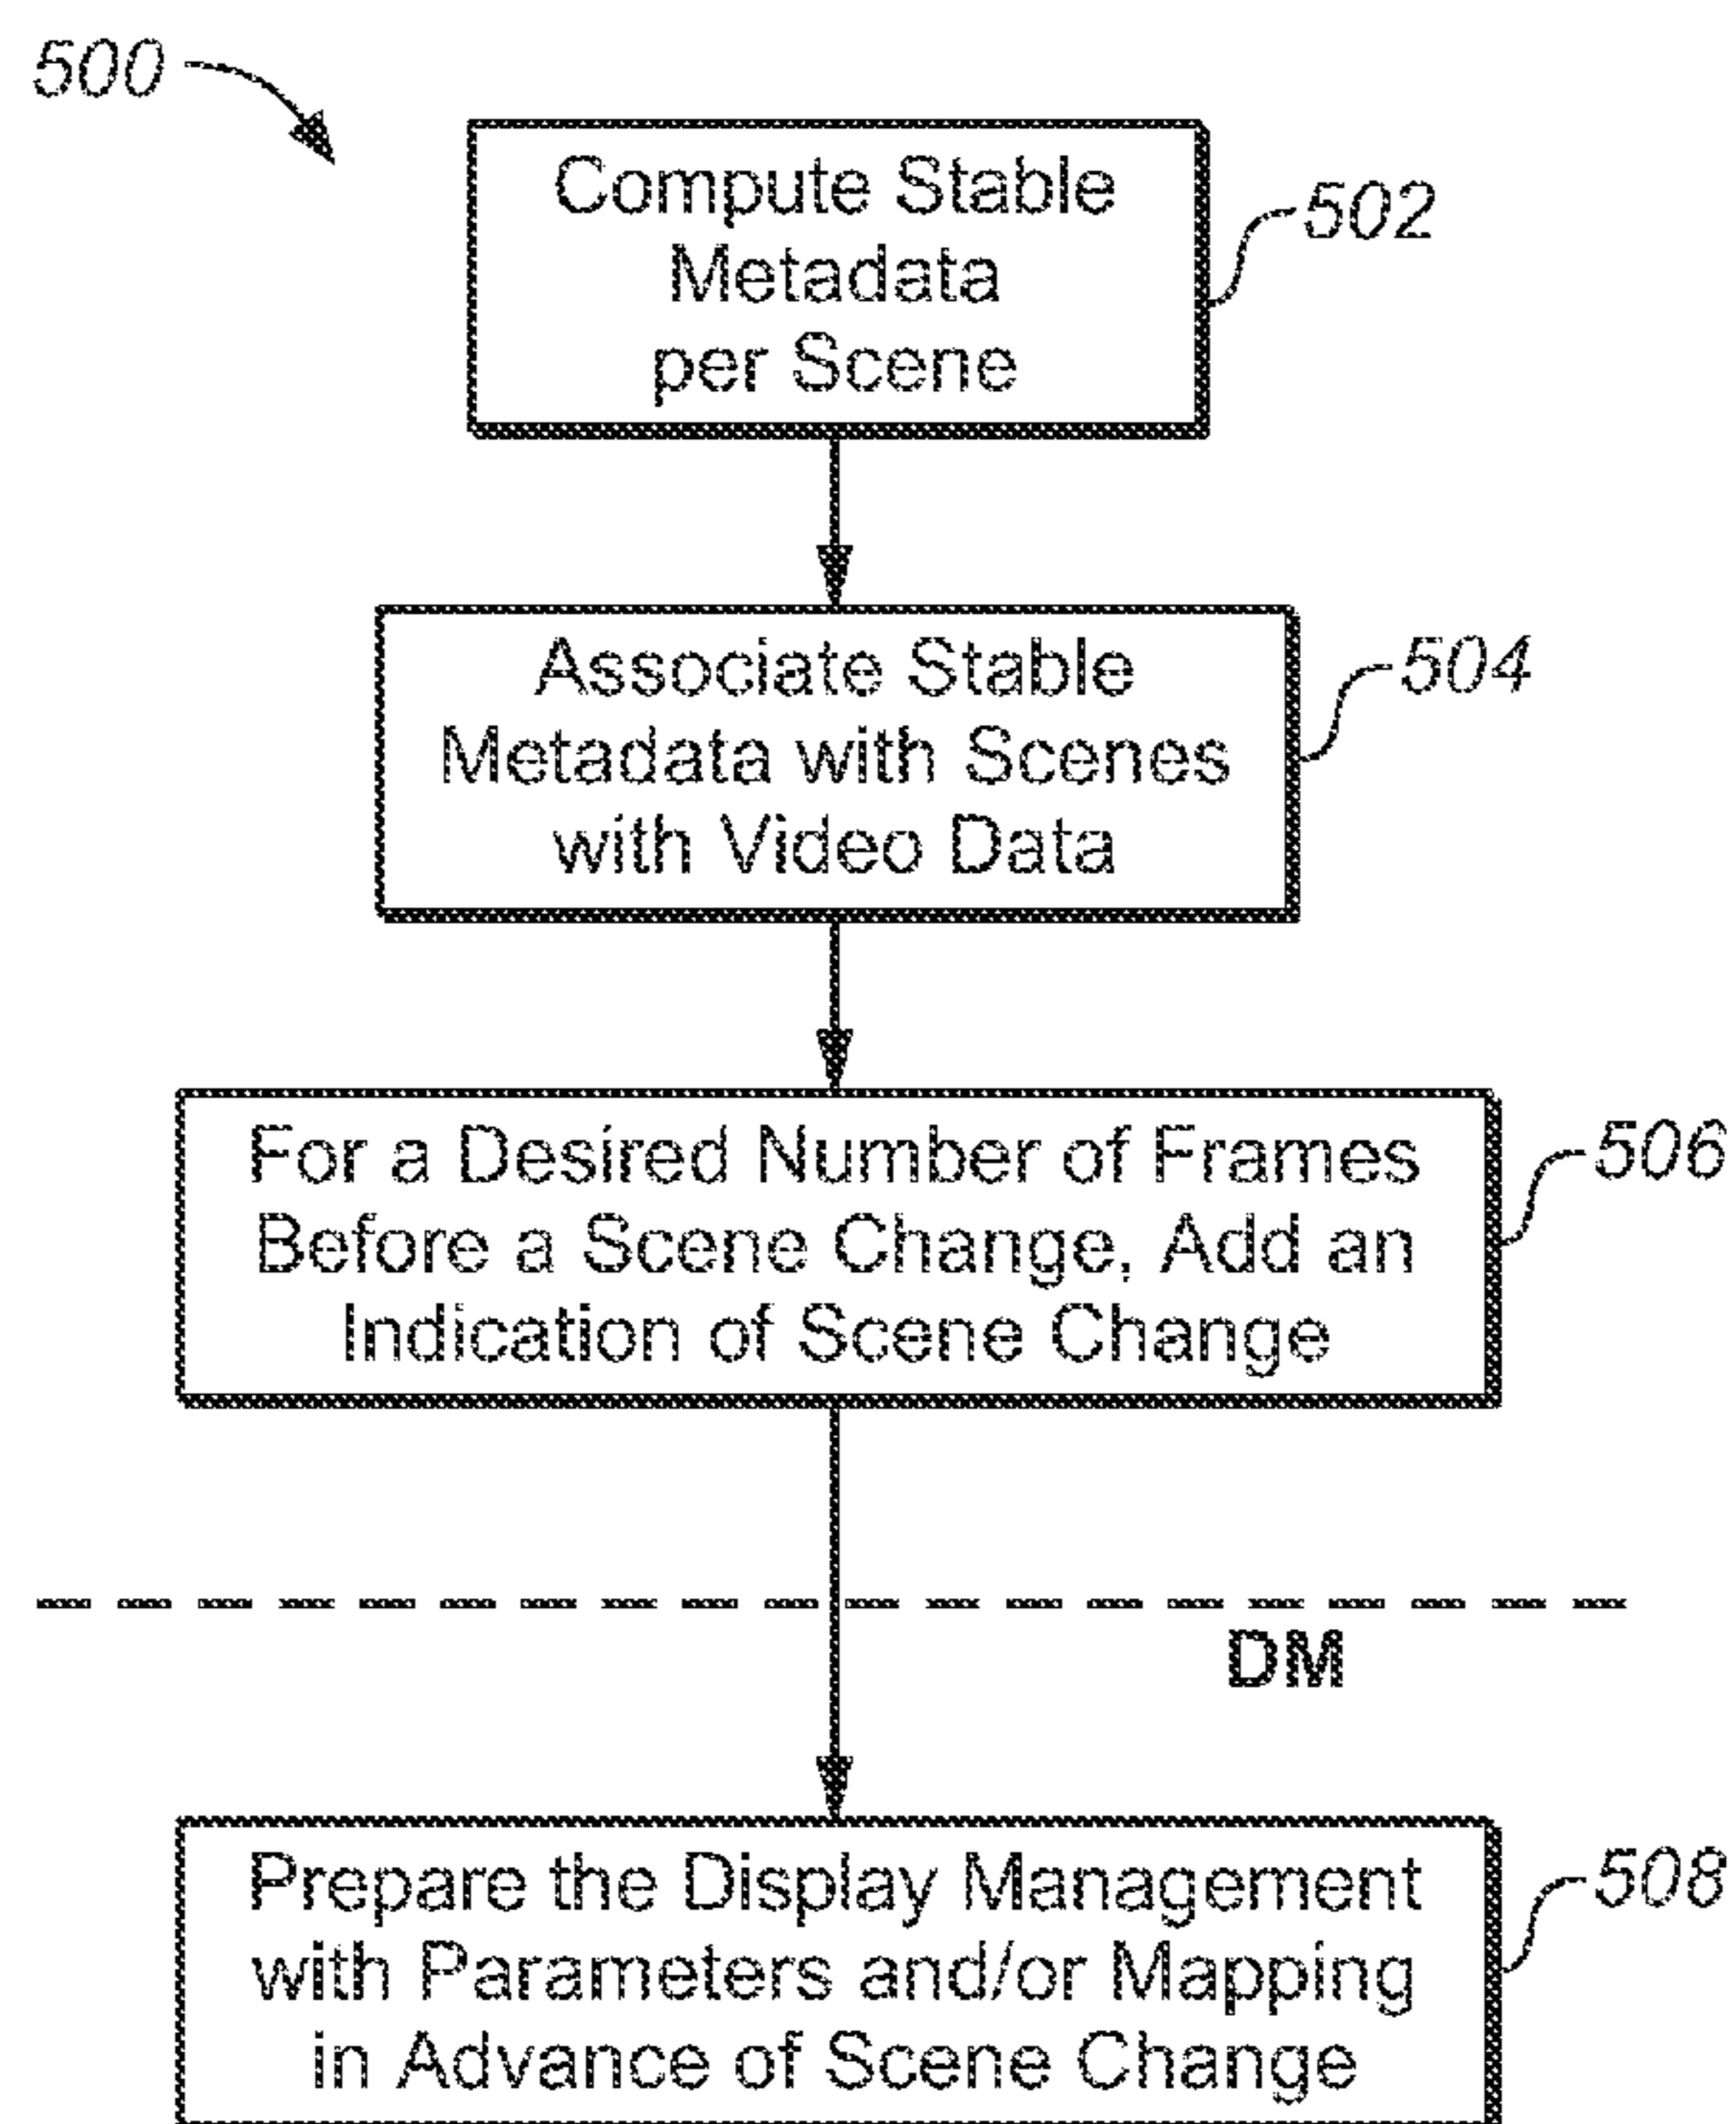 500
Compute Stable
Metadata
per Scene
502
Associate Stable
Metadata with Scenes
with Video Data
504
For a Desired Number of Frames
Before a Scene Change, Add an
Indication of Scene Change
506
DM
Prepare the Display Management
with Parameters and/or Mapping
in Advance of Scene Change
508